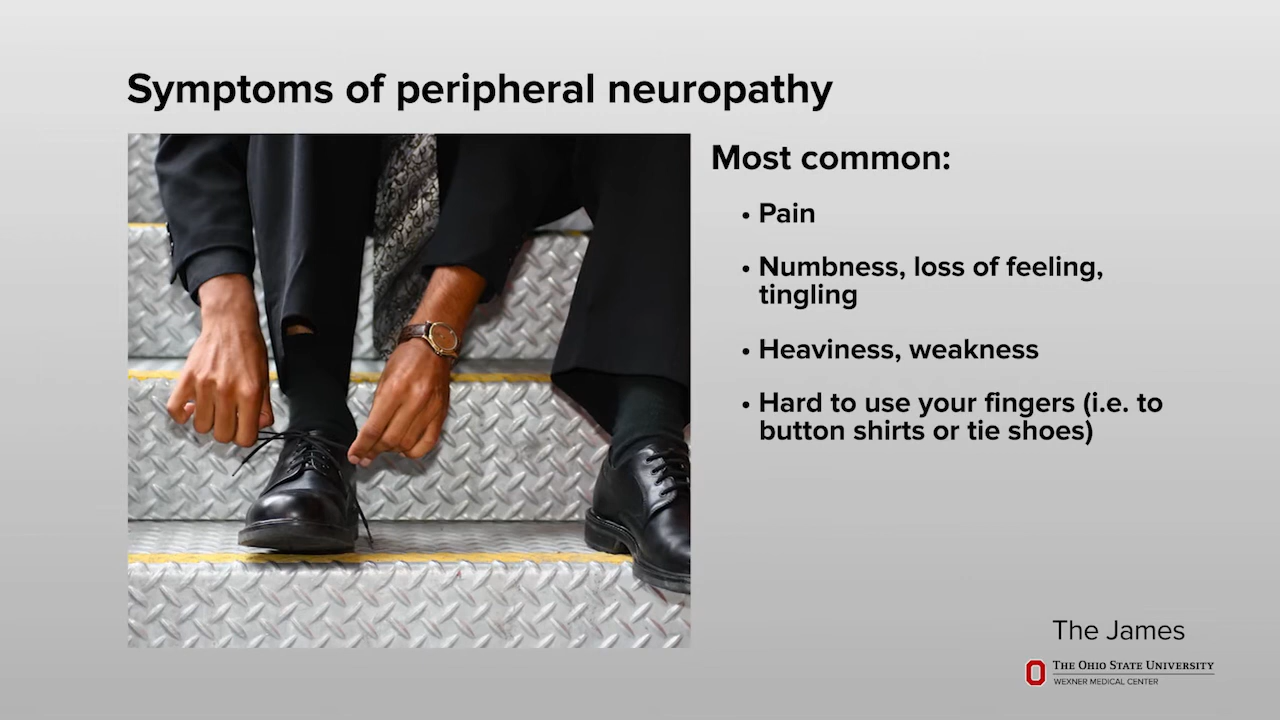 Symptoms of peripheral neuropathy
Most common:
• Pain
• Numbness, loss of feeling,
tingling
• Heaviness, weakness
• Hard to use your fingers (i.e. to
button shirts or tie shoes)
The James
The Ohio State University
WEXNER MEDICAL CENTER